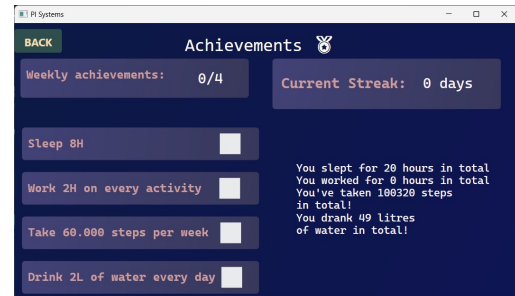 PI Systems
BACK
Achievements
Weekly achievements: 0/4
Current Streak: 0 days
Sleep 8H
Work 2H on every activity
Take 60.000 steps per week
Drink 2L of water every day
You slept for 20 hours in total
You worked for 0 hours in total
You've taken 100320 steps
in total!
You drank 49 litres
of water in total!